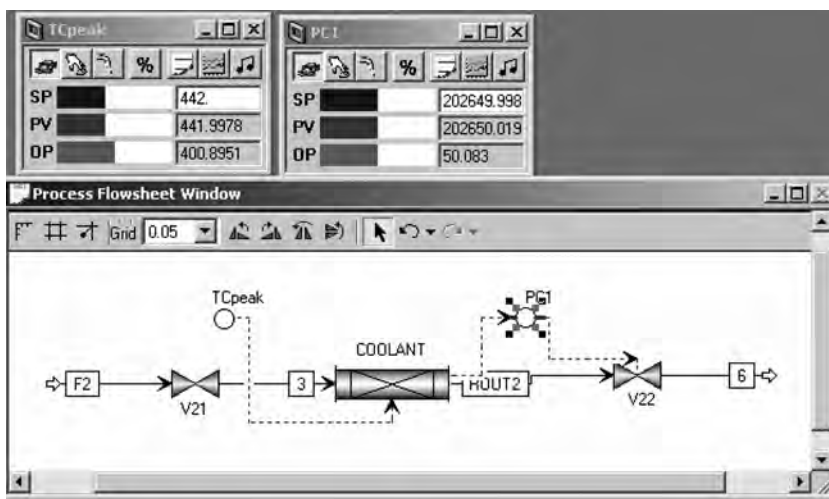 TCpeak
PC1
%
%
SP 442.
PV 441.9978
OP 400.8951
SP 202649.998
PV 202650.019
OP 50.083
Process Flowsheet Window
Grid 0.05
TCpeak
PC1
COOLANT
F2
3
ROUT2
6
V21
V22